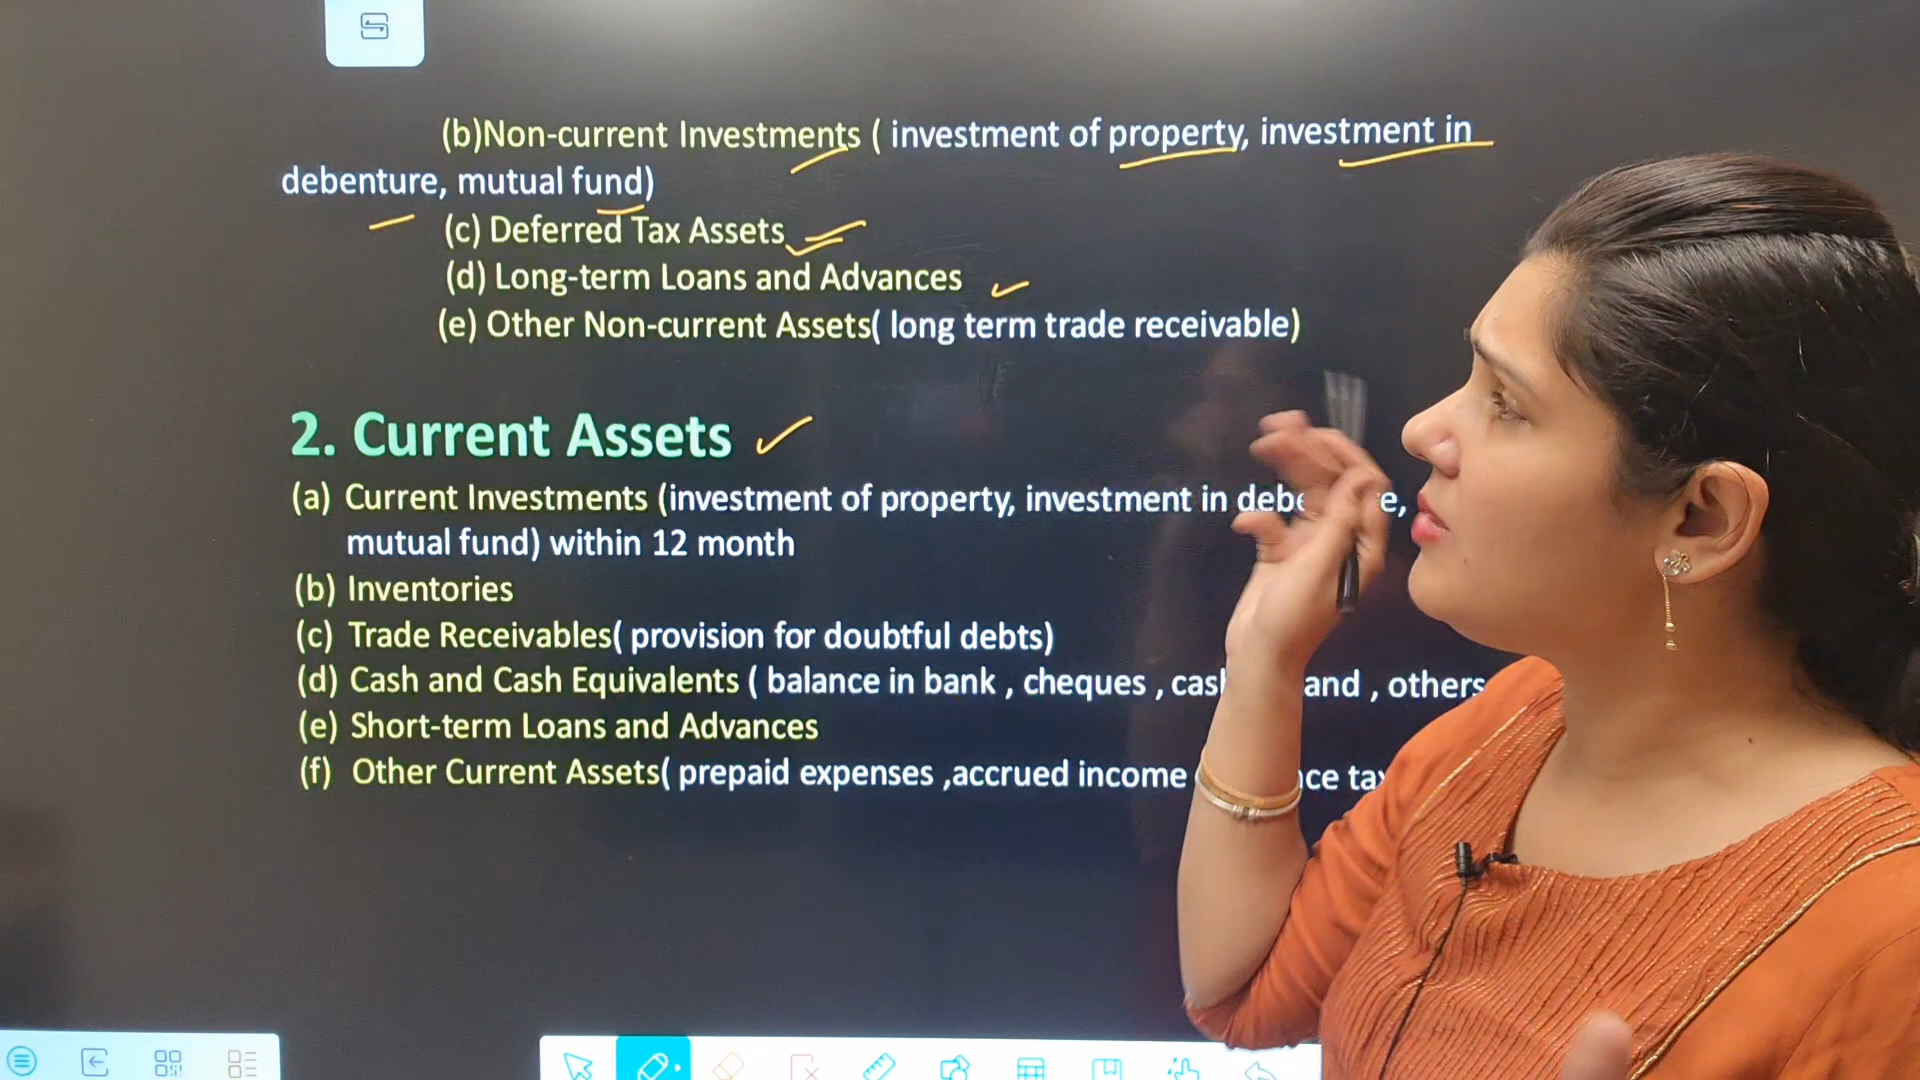 (b)Non-current Investments ( investment of property, investment in
debenture, mutual fund)
(c) Deferred Tax Assets
(d) Long-term Loans and Advances
(e) Other Non-current Assets( long term trade receivable)
2. Current Assets
(a) Current Investments (investment of property, investment in
mutual fund) within 12 month
(b) Inventories
(c) Trade Receivables( provision for doubtful debts)
(d) Cash and Cash Equivalents ( balance in bank , cheques , others
(e) Short-term Loans and Advances
(f) Other Current Assets( prepaid expenses ,accrued income